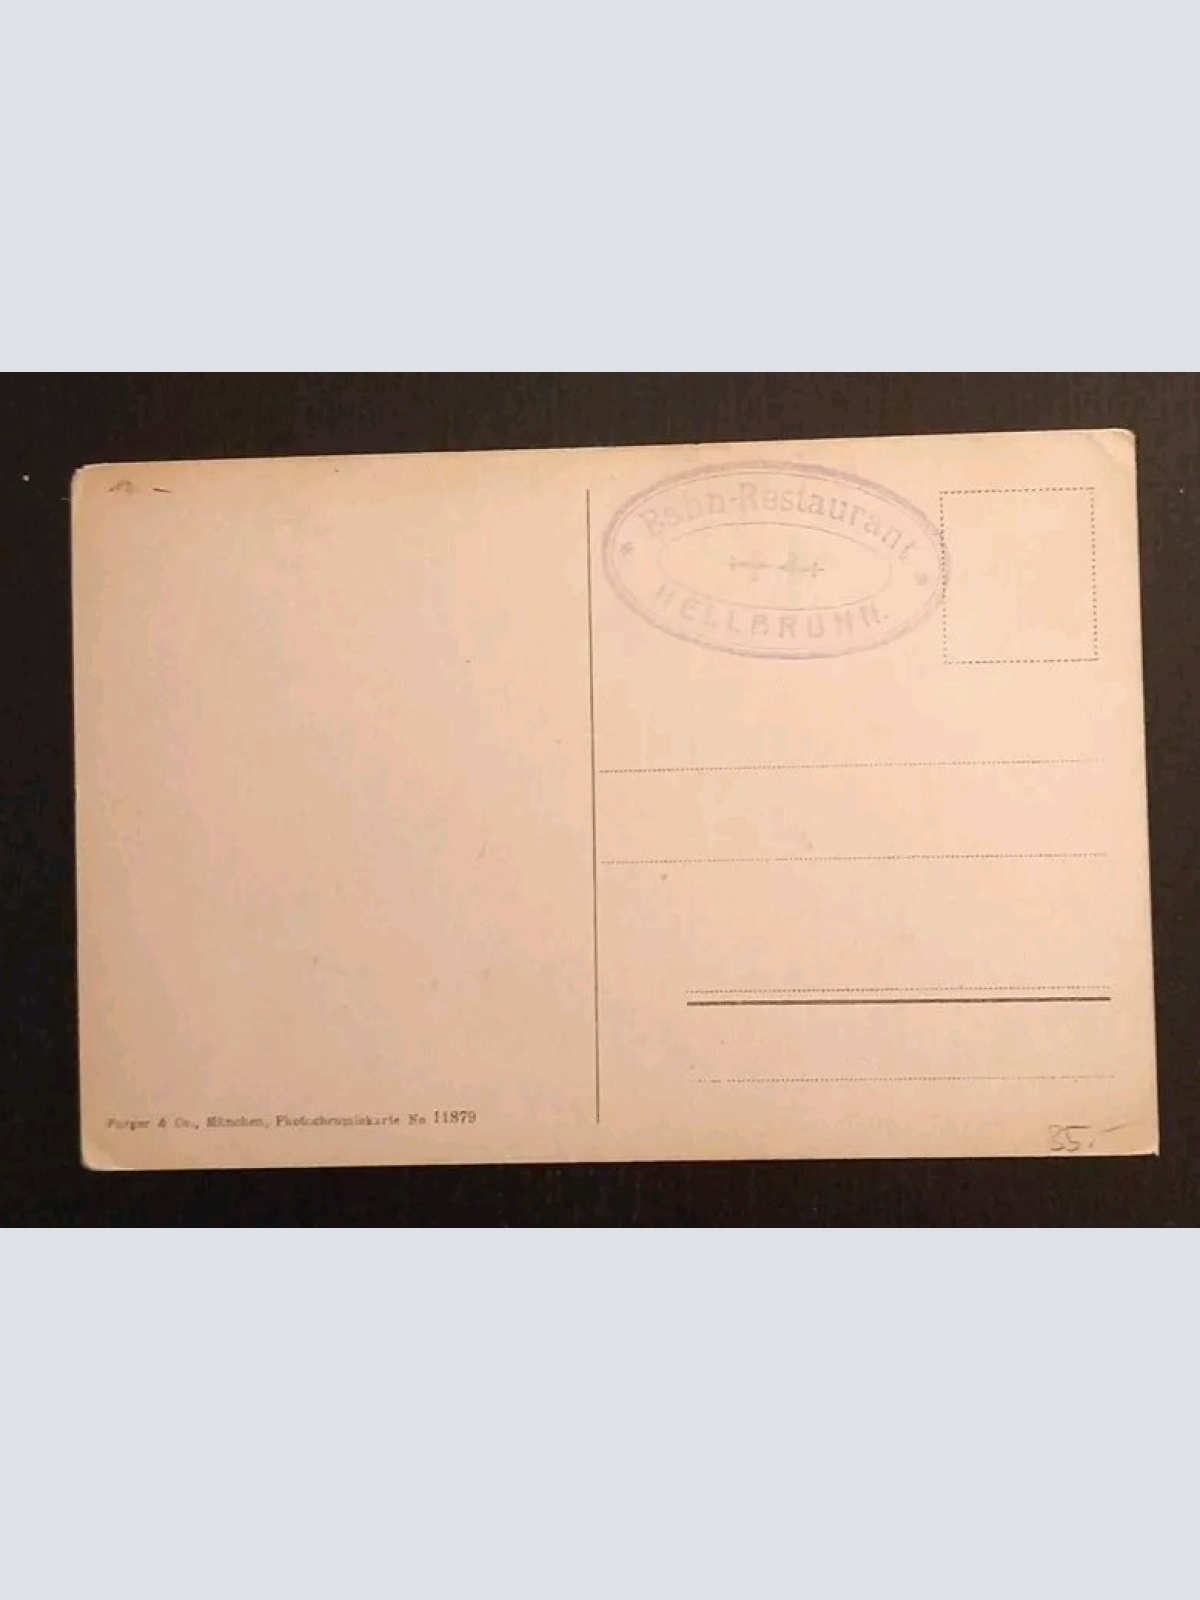 Bahn-Restaurant
HELLBRUNN.
Purger & Co., München, Photochromiekarte No 11879
35.-